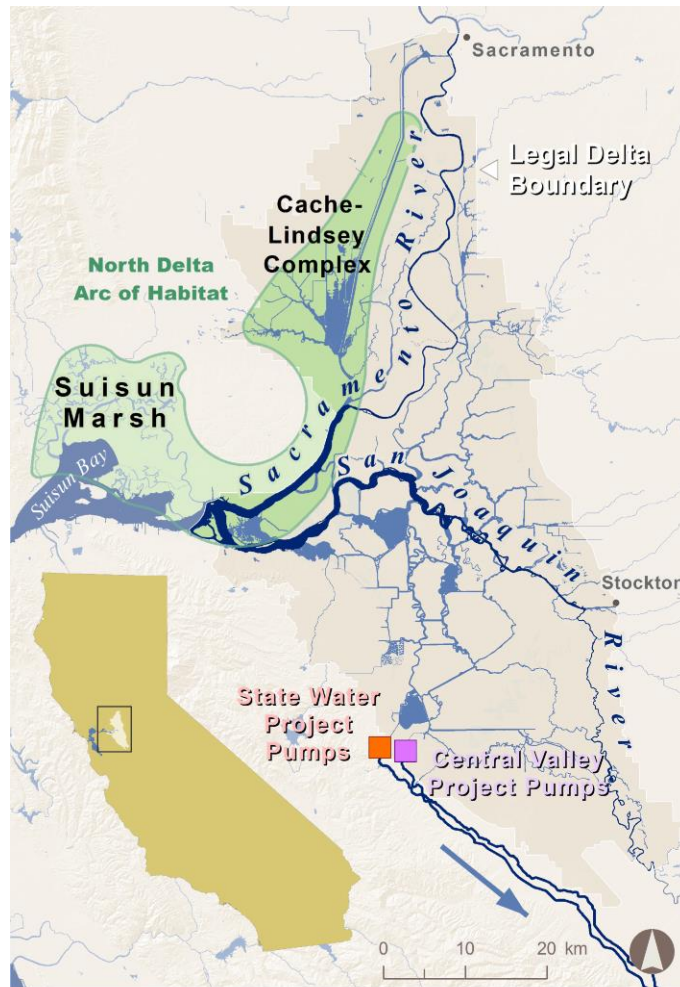 Sacramento
Legal Delta
Boundary
Cache-
Lindsey
Complex
North Delta
Arc of Habitat
Sacramento River
Suisun
Marsh
Suisun Bay
San Joaquin River
Stockton
State Water
Project
Pumps
Central Valley
Project Pumps
0 10 20 km